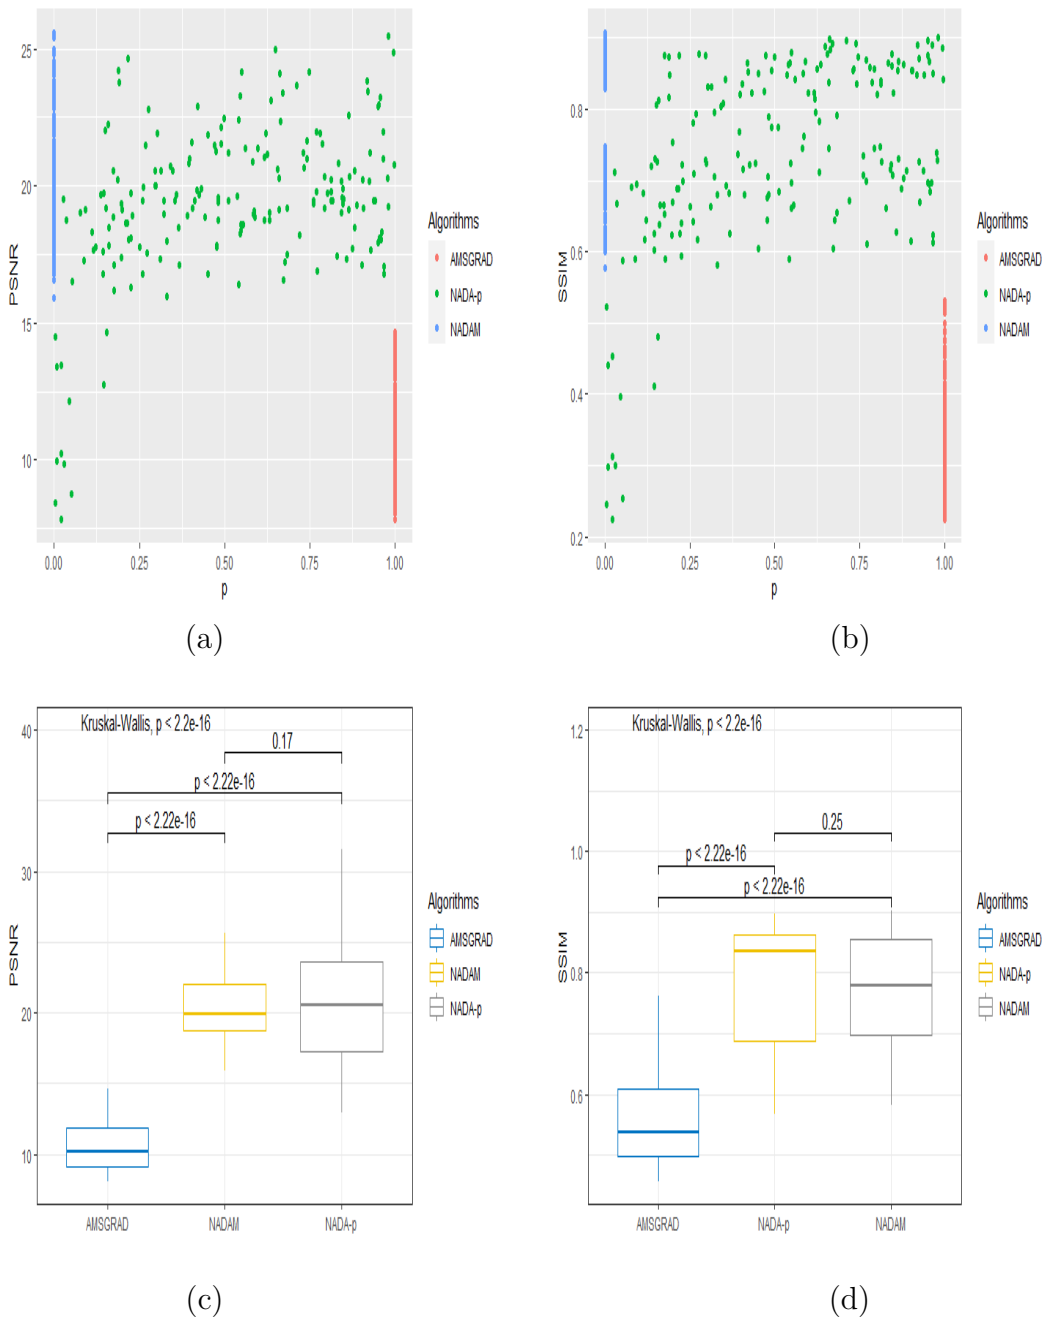 PSNR
25
20
15
10
0.00 0.25 0.50 0.75 1.00
p
Algorithms
AMSGRAD
NADA-p
NADAM
(a)
SSIM
0.8
0.6
0.4
0.2
0.00 0.25 0.50 0.75 1.00
p
Algorithms
AMSGRAD
NADA-p
NADAM
(b)
Kruskal-Wallis, p < 2.2e-16
0.17
p < 2.22e-16
p < 2.22e-16
PSNR
40
30
20
10
AMSGRAD NADAM NADA-p
Algorithms
AMSGRAD
NADAM
NADA-p
(c)
Kruskal-Wallis, p < 2.2e-16
0.25
p < 2.22e-16
p < 2.22e-16
SSIM
1.2
1.0
0.8
0.6
AMSGRAD NADA-p NADAM
Algorithms
AMSGRAD
NADA-p
NADAM
(d)